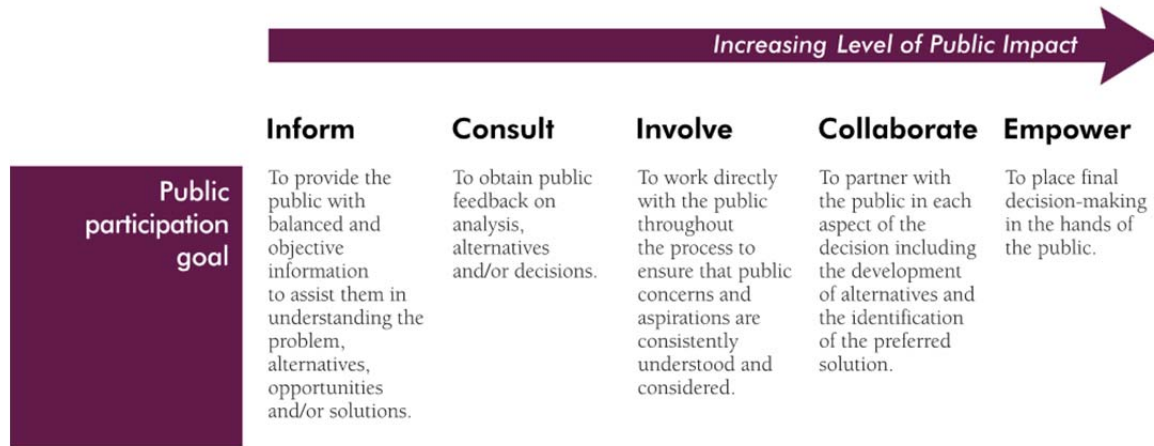 Increasing Level of Public Impact
Inform
Consult
Involve
Collaborate
Empower
Public
participation
goal
To provide the
public with
balanced and
objective
information
to assist them in
understanding the
problem,
alternatives,
opportunities
and/or solutions.
To obtain public
feedback on
analysis,
alternatives
and/or decisions.
To work directly
with the public
throughout
the process to
ensure that public
concerns and
aspirations are
consistently
understood and
considered.
To partner with
the public in each
aspect of the
decision including
the development
of alternatives and
the identification
of the preferred
solution.
To place final
decision-making
in the hands of
the public.